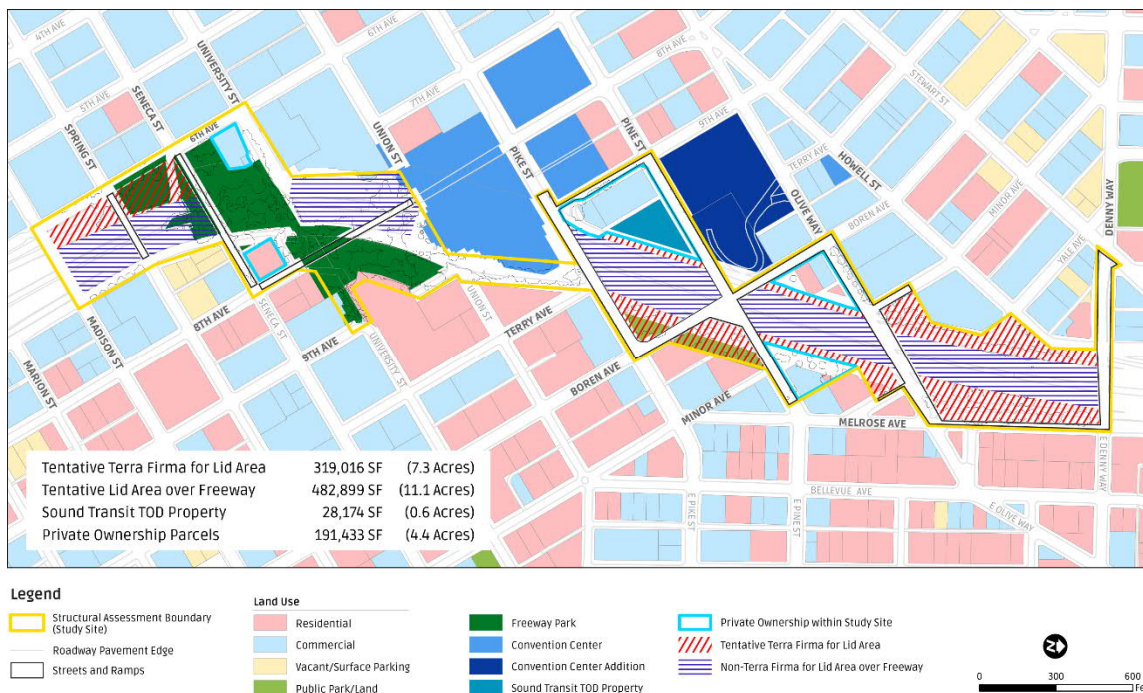 4TH AVE
5TH AVE
SPRING ST
SENECA ST
UNIVERSITY ST
6TH AVE
6TH AVE
7TH AVE
UNION ST
8TH AVE
PIKE ST
PINE ST
9TH AVE
TERRY AVE
OLIVE WAY
HOWELL ST
BOREN AVE
STEWART ST
MINOR AVE
YALE AVE
DENNY WAY
MARION ST
MADISON ST
8TH AVE
SENECA ST
9TH AVE
UNIVERSITY ST
UNION ST
TERRY AVE
BOREN AVE
MINOR AVE
MELROSE AVE
E DENNY WAY
BELLEVUE AVE
E PIKE ST
E PINE ST
E OLIVE WAY
Tentative Terra Firma for Lid Area 319,016 SF (7.3 Acres)
Tentative Lid Area over Freeway 482,899 SF (11.1 Acres)
Sound Transit TOD Property 28,174 SF (0.6 Acres)
Private Ownership Parcels 191,433 SF (4.4 Acres)
Legend
Structural Assessment Boundary
(Study Site)
Roadway Pavement Edge
Streets and Ramps
Land Use
Residential
Commercial
Vacant/Surface Parking
Public Park/Land
Freeway Park
Convention Center
Convention Center Addition
Sound Transit TOD Property
Private Ownership within Study Site
Tentative Terra Firma for Lid Area
Non-Terra Firma for Lid Area over Freeway
N
0 300 600